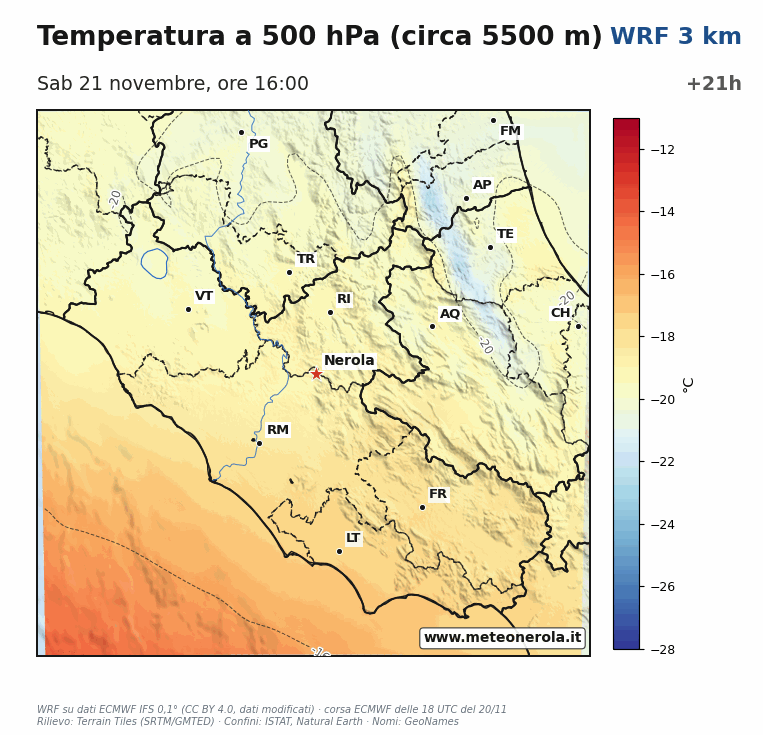 Temperatura a 500 hPa (circa 5500 m) WRF 3 km
Sab 21 novembre, ore 16:00 +21h
FM
PG
AP
-20
TE
TR
VT
RI
-20
CH
AQ
-20
Nerola
RM
FR
LT
www.meteonerola.it
−12
−14
−16
−18
−20
−22
−24
−26
−28
°C
WRF su dati ECMWF IFS 0,1° (CC BY 4.0, dati modificati) · corsa ECMWF delle 18 UTC del 20/11
Rilievo: Terrain Tiles (SRTM/GMTED) · Confini: ISTAT, Natural Earth · Nomi: GeoNames